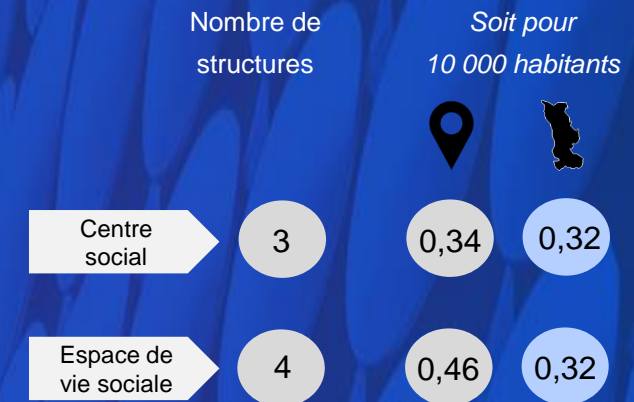 Nombre de
structures
Soit pour
10 000 habitants
Centre
social
3
0,34
0,32
Espace de
vie sociale
4
0,46
0,32